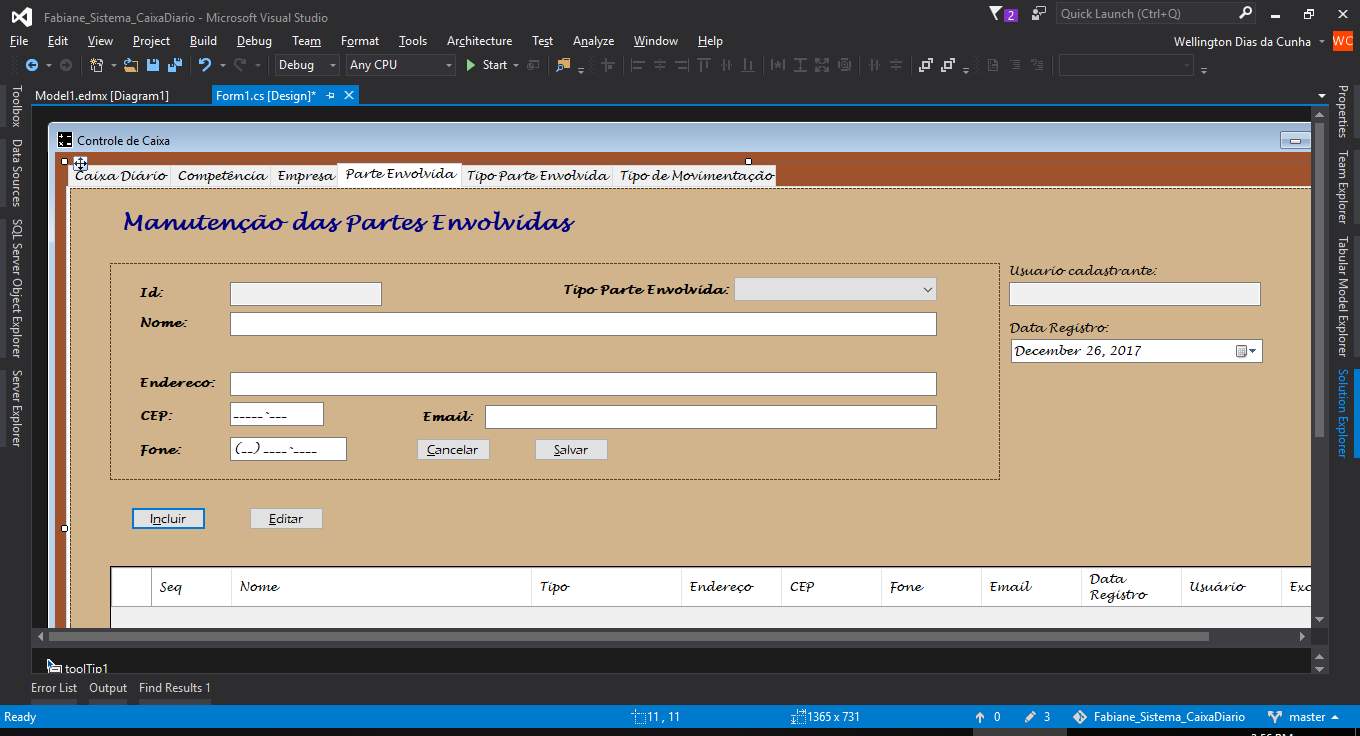 Fabiane_Sistema_CaixaDiario - Microsoft Visual Studio
2
Quick Launch (Ctrl+Q)
File Edit View Project Build Debug Team Format Tools Architecture Test Analyze Window Help
Wellington Dias da Cunha
WC
Debug Any CPU Start
Model1.edmx [Diagram1] Form1.cs [Design]*
Toolbox
Data Sources
SQL Server Object Explorer
Server Explorer
Controle de Caixa
Caixa Diário Competência Empresa Parte Envolvida Tipo Parte Envolvida Tipo de Movimentação
Manutenção das Partes Envolvidas
Id:
Tipo Parte Envolvida:
Nome:
Endereco:
CEP:
_____-___
Email:
Fone:
(__) ____-____
Cancelar
Salvar
Usuario cadastrante:
Data Registro:
December 26, 2017
Incluir
Editar
Seq Nome Tipo Endereço CEP Fone Email Data Registro Usuário Exc
toolTip1
Properties
Team Explorer
Tabular Model Explorer
Solution Explorer
Error List Output Find Results 1
Ready
11 , 11
1365 x 731
0
3
Fabiane_Sistema_CaixaDiario
master